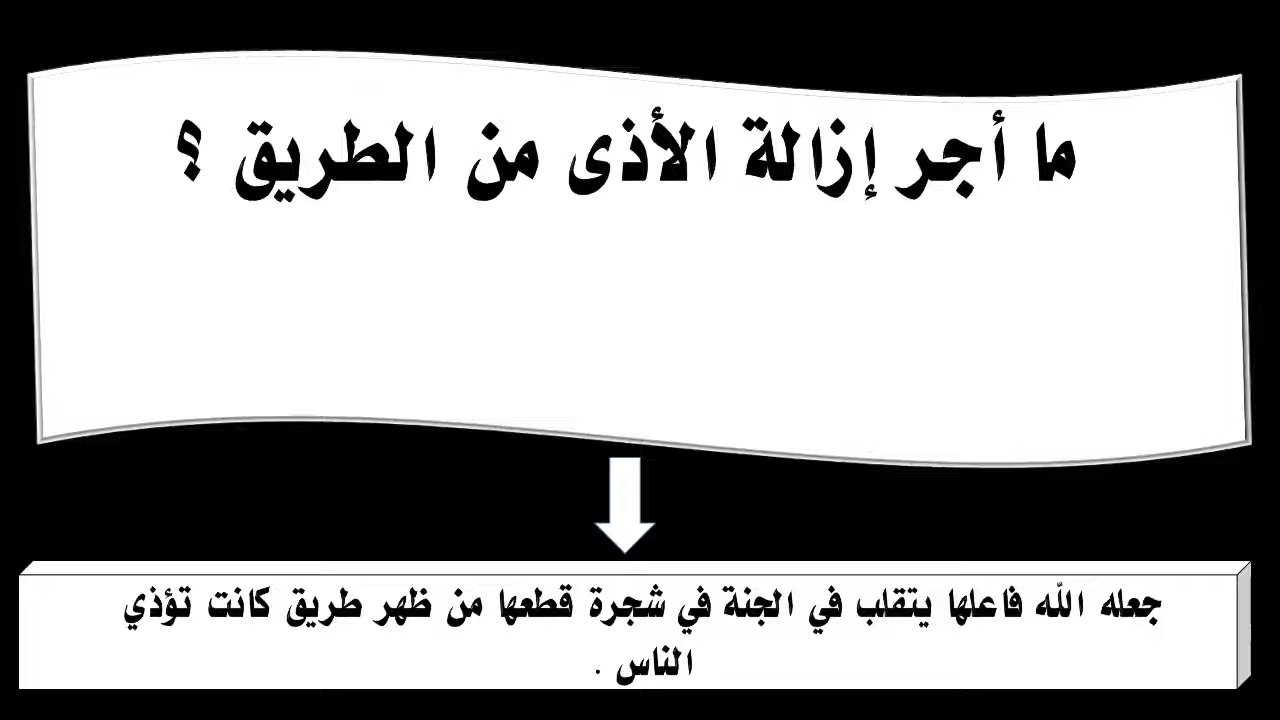 ما أجر إزالة الأذى من الطريق ؟
جعله الله فاعلها يتقلب في الجنة في شجرة قطعها من ظهر طريق كانت تؤذي
الناس .